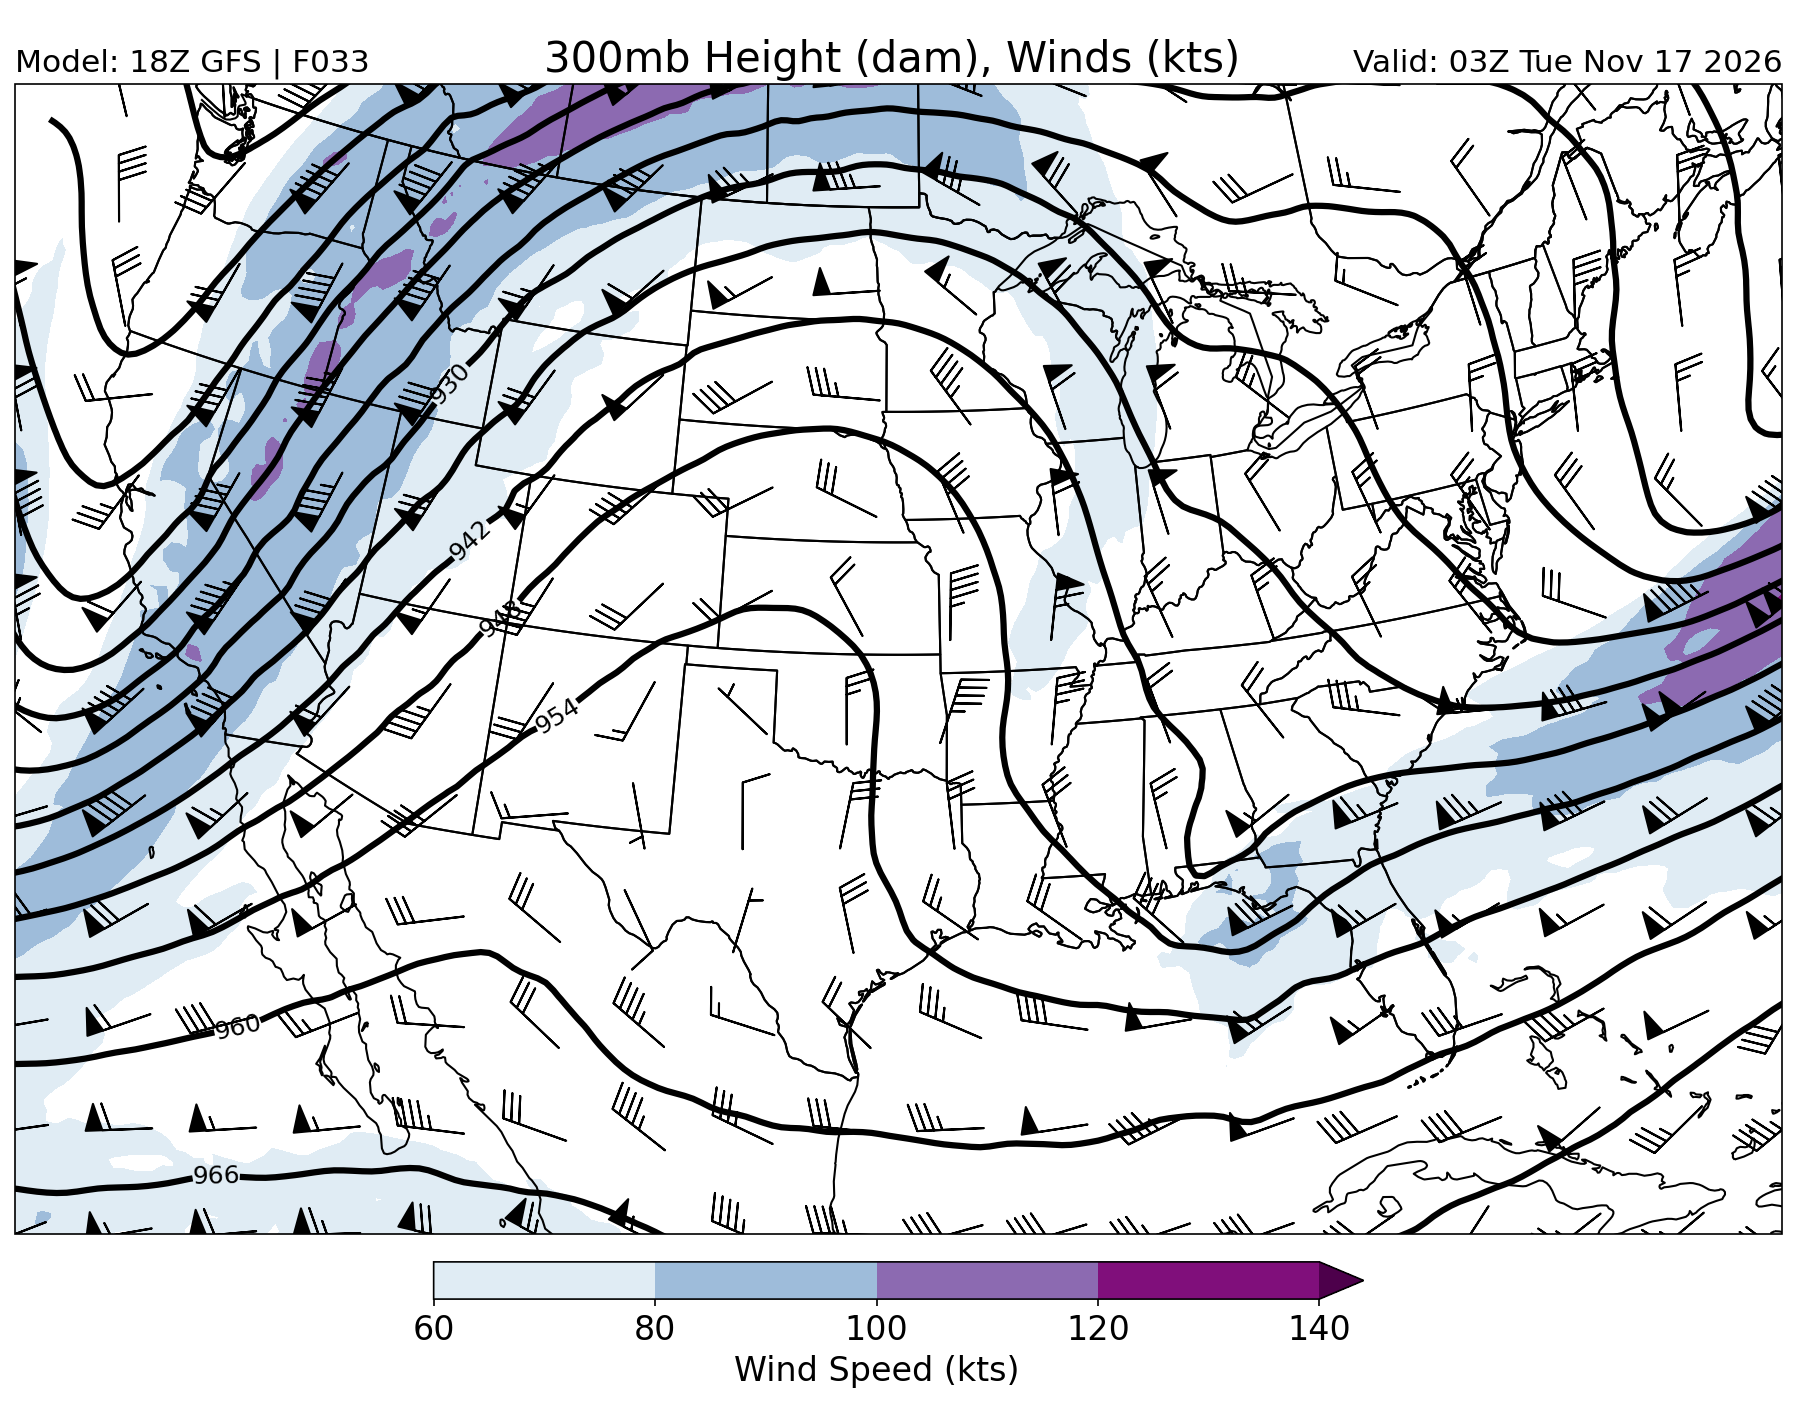 Model: 18Z GFS | F033
300mb Height (dam), Winds (kts)
Valid: 03Z Tue Nov 17 2026
930
942
948
954
960
966
60 80 100 120 140
Wind Speed (kts)